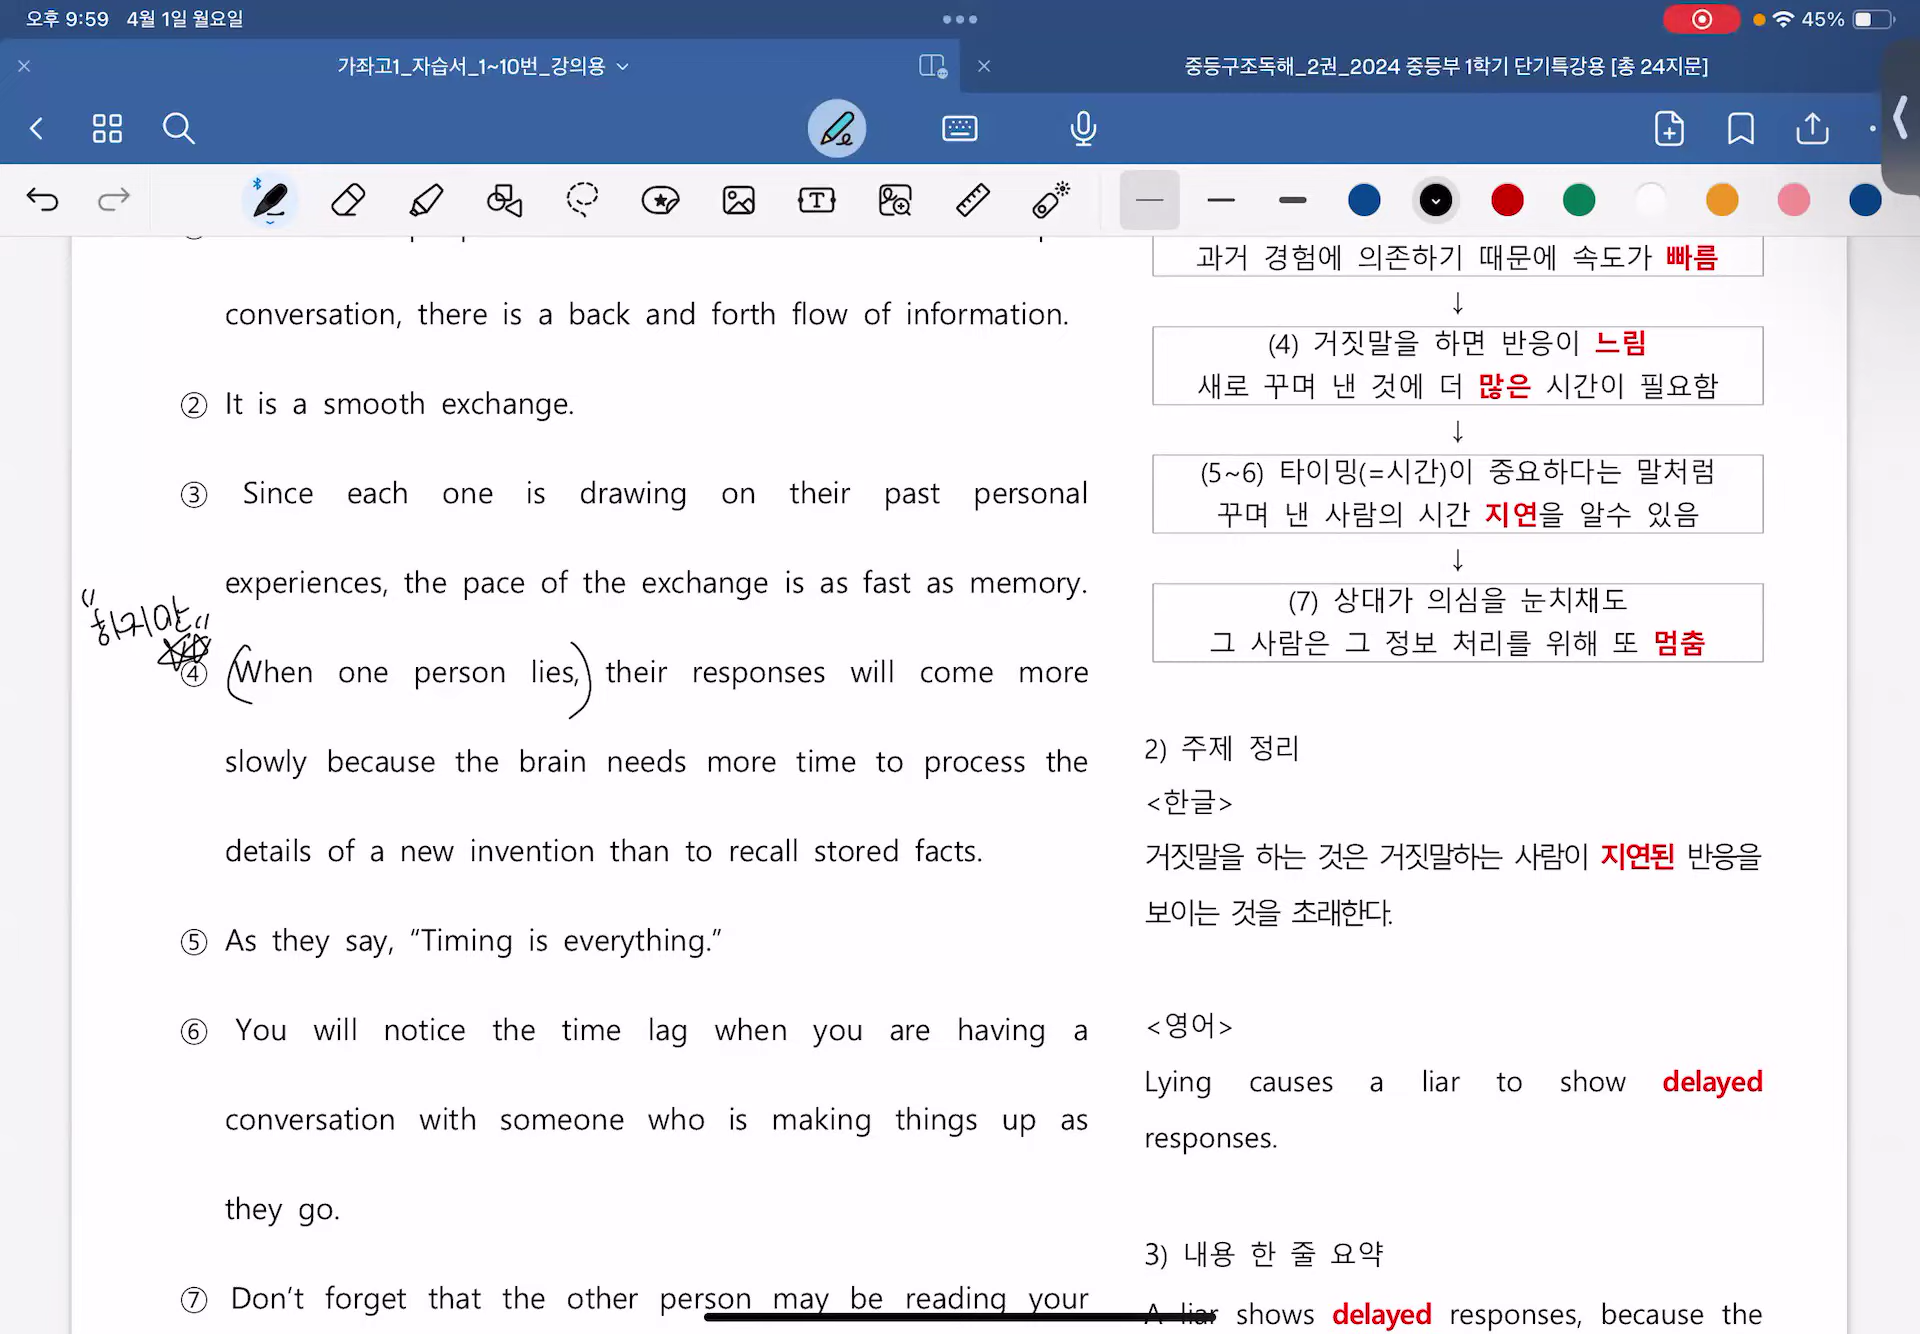 오후 9:59 4월 1일 월요일
45%
가좌고1_자습서_1~10번_강의용
중등구조독해_2권_2024 중등부 1학기 단기특강용 [총 24지문]
conversation, there is a back and forth flow of information.
② It is a smooth exchange.
③ Since each one is drawing on their past personal
experiences, the pace of the exchange is as fast as memory.
"하지만"
④ (When one person lies,) their responses will come more
slowly because the brain needs more time to process the
details of a new invention than to recall stored facts.
⑤ As they say, “Timing is everything.”
⑥ You will notice the time lag when you are having a
conversation with someone who is making things up as
they go.
⑦ Don’t forget that the other person may be reading your
과거 경험에 의존하기 때문에 속도가 빠름
↓
(4) 거짓말을 하면 반응이 느림
새로 꾸며 낸 것에 더 많은 시간이 필요함
↓
(5~6) 타이밍(=시간)이 중요하다는 말처럼
꾸며 낸 사람의 시간 지연을 알수 있음
↓
(7) 상대가 의심을 눈치채도
그 사람은 그 정보 처리를 위해 또 멈춤
2) 주제 정리
<한글>
거짓말을 하는 것은 거짓말하는 사람이 지연된 반응을
보이는 것을 초래한다.
<영어>
Lying causes a liar to show delayed
responses.
3) 내용 한 줄 요약
A liar shows delayed responses, because the